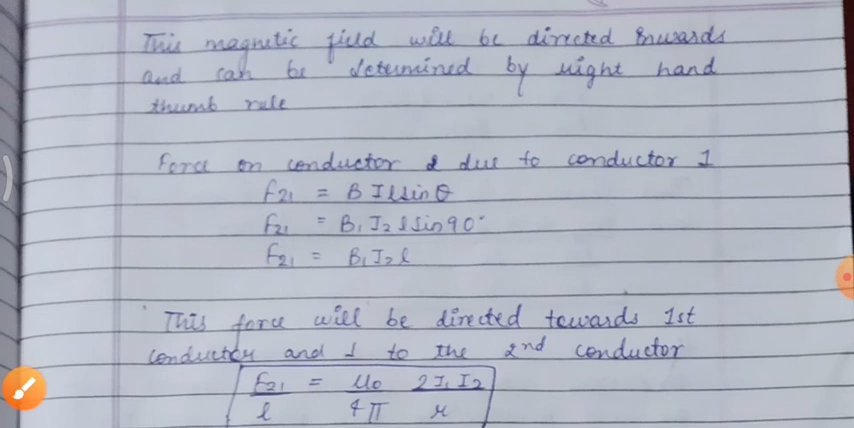 This magnetic field will be directed inwards
and can be determined by right hand
thumb rule
Force on conductor 2 due to conductor 1
F21 = B I l sin θ
F21 = B1 I2 l sin 90°
F21 = B1 I2 l
This force will be directed towards 1st
conductor and ⊥ to the 2nd conductor
F21/l = μ0/4π 2I1 I2/r